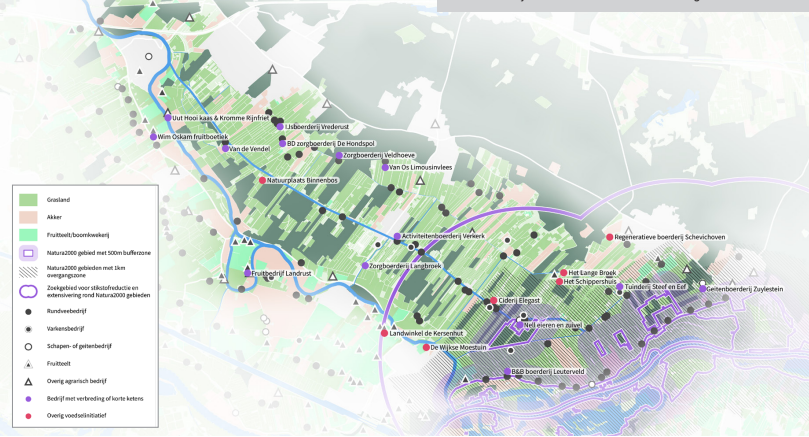 Uut Hooi kaas & Kromme Rijnfriet
Wim Oskam fruitboetiek
IJsboerderij Vrederust
BD zorgboerderij De Hondspol
Van de Vendel
Zorgboerderij Veldhoeve
Van Os Limousinvlees
Natuurplaats Binnenbos
Activiteitenboerderij Verkerk
Regeneratieve boerderij Schevichoven
Zorgboerderij Langbroek
Fruitbedrijf Landrust
Het Lange Broek
Het Schippershuis
Tuinderij Steef en Eef
Geitenboerderij Zuylestein
Ciderij Elegast
Nell eieren en zuivel
Landwinkel de Kersenhut
De Wijkse Moestuin
B&B boerderij Leuterveld
Grasland
Akker
Fruitteelt/boomkwekerij
Natura2000 gebied met 500m bufferzone
Natura2000 gebieden met 1km
overgangszone
Zoekgebied voor stikstofreductie en
extensivering rond Natura2000 gebieden
Rundveebedrijf
Varkensbedrijf
Schapen- of geitenbedrijf
Fruitteelt
Overig agrarisch bedrijf
Bedrijf met verbreding of korte ketens
Overig voedselinitiatief